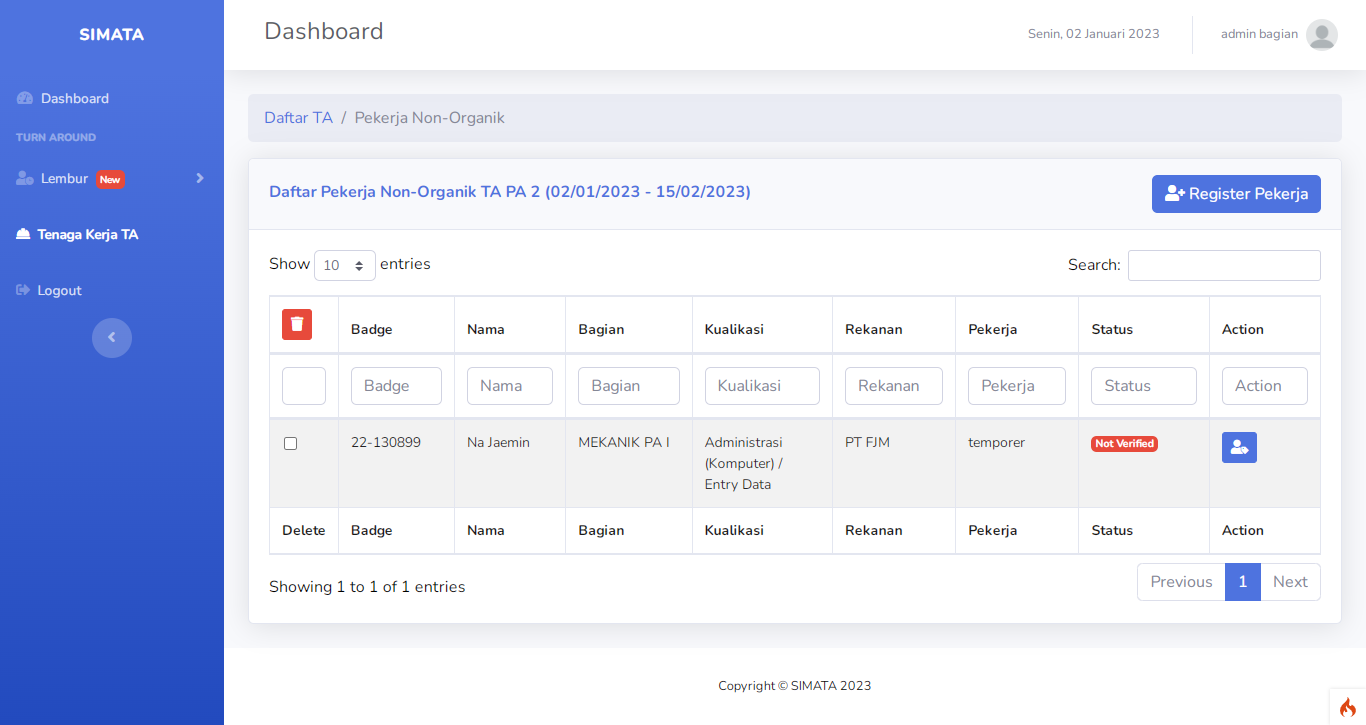 SIMATA
Dashboard
Senin, 02 Januari 2023
admin bagian
Dashboard
TURN AROUND
Lembur New
Tenaga Kerja TA
Logout
Daftar TA / Pekerja Non-Organik
Daftar Pekerja Non-Organik TA PA 2 (02/01/2023 - 15/02/2023)
Register Pekerja
Show 10 entries
Search:
Badge Nama Bagian Kualikasi Rekanan Pekerja Status Action
Badge Nama Bagian Kualikasi Rekanan Pekerja Status Action
22-130899 Na Jaemin MEKANIK PA I Administrasi PT FJM temporer Not Verified
(Komputer) /
Entry Data
Delete Badge Nama Bagian Kualikasi Rekanan Pekerja Status Action
Showing 1 to 1 of 1 entries
Previous 1 Next
Copyright © SIMATA 2023